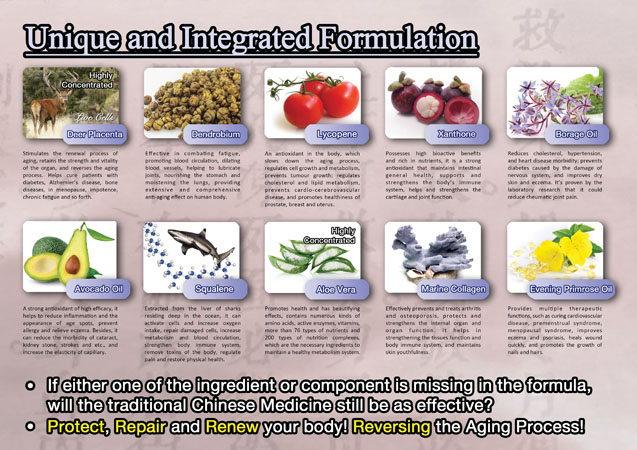 Unique and Integrated Formulation
Highly
Concentrated
Live Cells
Deer Placenta
Dendrobium
Lycopene
Xanthone
Borage Oil
Stimulates the renewal process of
aging, retains the strength and vitality
of the organ, and reverses the aging
process. Helps cure patients with
diabetes, Alzheimer's disease, bone
diseases, in menopause, impotence,
chronic fatigue and so forth.
Effective in combating fatigue,
promoting blood circulation, dilating
blood vessels, helping to lubricate
joints, nourishing the stomach and
moistening the lungs, providing
extensive and comprehensive
anti-aging effect on human body.
An antioxidant in the body, which
slows down the aging process,
regulates cell growth and metabolism,
prevents tumour growth; regulates
cholesterol and lipid metabolism,
prevents cardio-cerebrovascular
disease, and promotes healthiness of
prostate, breast and uterus.
Possesses high bioactive benefits
and rich in nutrients. It is a strong
antioxidant that maintains intestinal
general health, supports and
strengthens the body's immune
system, helps and strengthens the
cartilage and joint function.
Reduces cholesterol, hypertension,
and heart disease morbidity; prevents
diabetes caused by the damage of
nervous system, and improves dry
skin and eczema. It's proven by the
laboratory research that it could
reduce rheumatic joint pain.
Avocado Oil
Squalene
Highly
Concentrated
Aloe Vera
Marine Collagen
Evening Primrose Oil
A strong antioxidant of high efficacy, it
helps to reduce inflammation and the
appearance of age spots, prevent
allergy and relieve eczema. Besides, it
can reduce the morbidity of cataract,
kidney stone, strokes and etc., and
increase the elasticity of capillary.
Extracted from the liver of sharks
residing deep in the ocean, it can
activate cells and increase oxygen
intake, repair damaged cells, increase
metabolism and blood circulation,
strengthen body immune system,
remove toxins of the body, regulate
pain and restore physical health.
Promotes health and has beautifying
effects, contains numerous kinds of
amino acids, active enzymes, vitamins,
more than 76 types of nutrients and
200 types of nutrition complexes,
which are the necessary ingredients to
maintain a healthy metabolism system.
Effectively prevents and treats arthritis
and osteoporosis, protects and
strengthens the internal organ and
organ function. It helps in
strengthening the tissues function and
body immune system, and maintains
skin youthfulness.
Provides multiple therapeutic
functions, such as curing cardiovascular
disease, premenstrual syndrome,
menopausal syndrome, improves
eczema and psoriasis, heals wound
quickly, and promotes the growth of
nails and hairs.
• If either one of the ingredient or component is missing in the formula,
will the traditional Chinese Medicine still be as effective?
• Protect, Repair and Renew your body! Reversing the Aging Process!